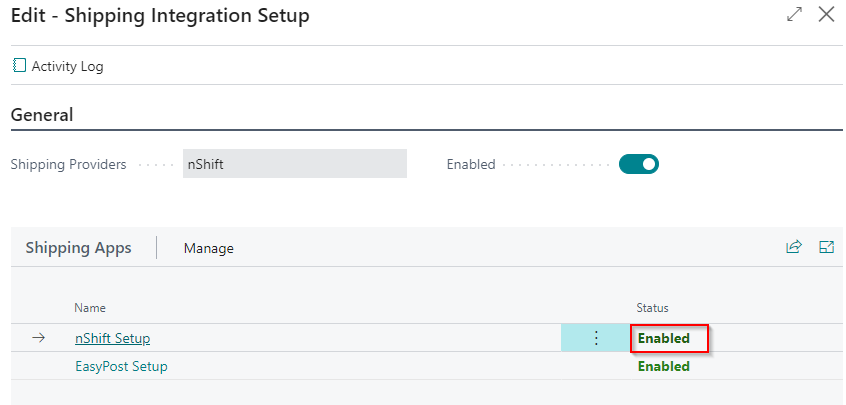 Edit - Shipping Integration Setup
Activity Log
General
Shipping Providers nShift Enabled
Shipping Apps Manage
Name Status
nShift Setup Enabled
EasyPost Setup Enabled